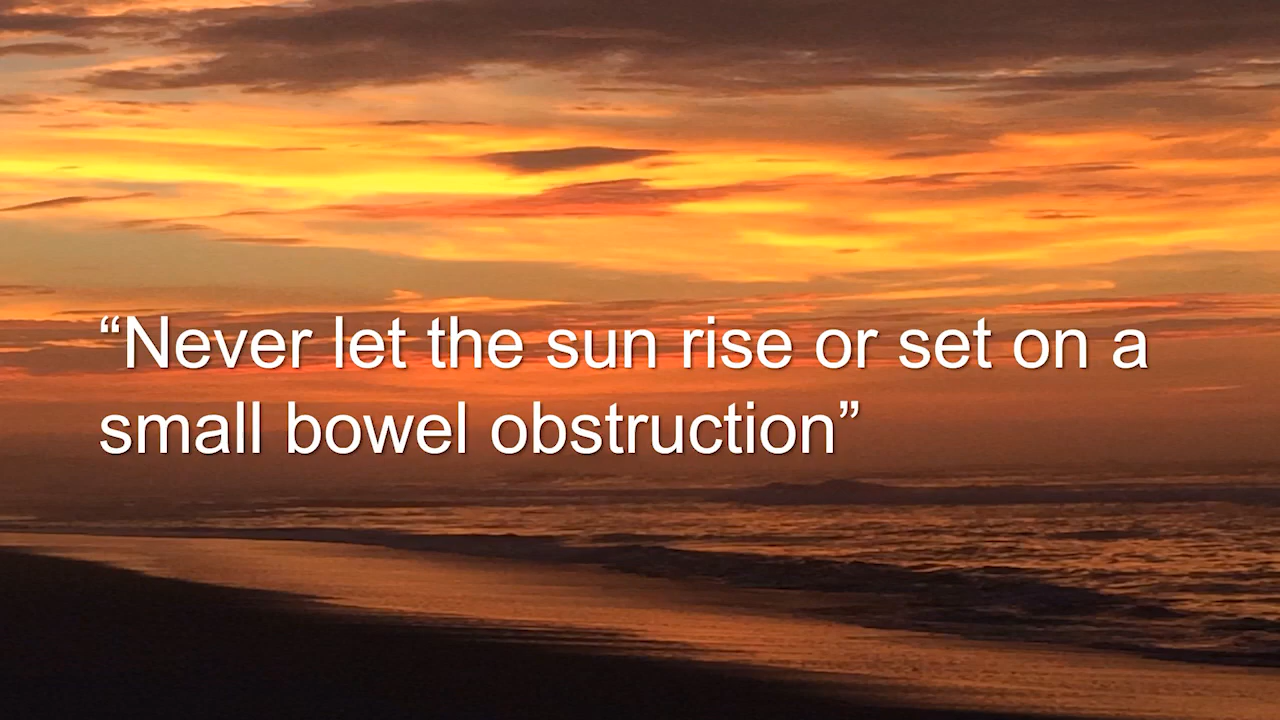 “Never let the sun rise or set on a
small bowel obstruction”